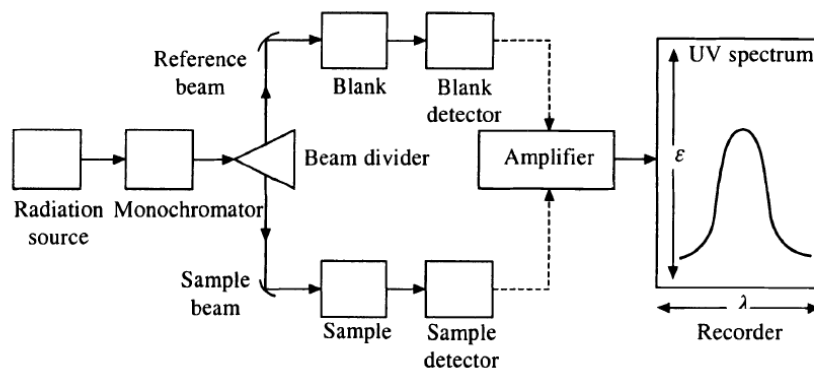 Reference
beam
Blank
Blank
detector
UV spectrum
ε
Radiation
source
Monochromator
Beam divider
Amplifier
Sample
beam
Sample
Sample
detector
λ
Recorder